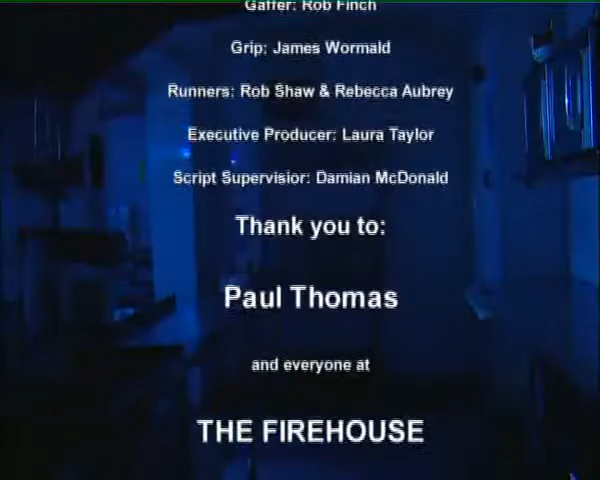 Gaffer: Rob Finch
Grip: James Wormald
Runners: Rob Shaw & Rebecca Aubrey
Executive Producer: Laura Taylor
Script Supervisior: Damian McDonald
Thank you to:
Paul Thomas
and everyone at
THE FIREHOUSE